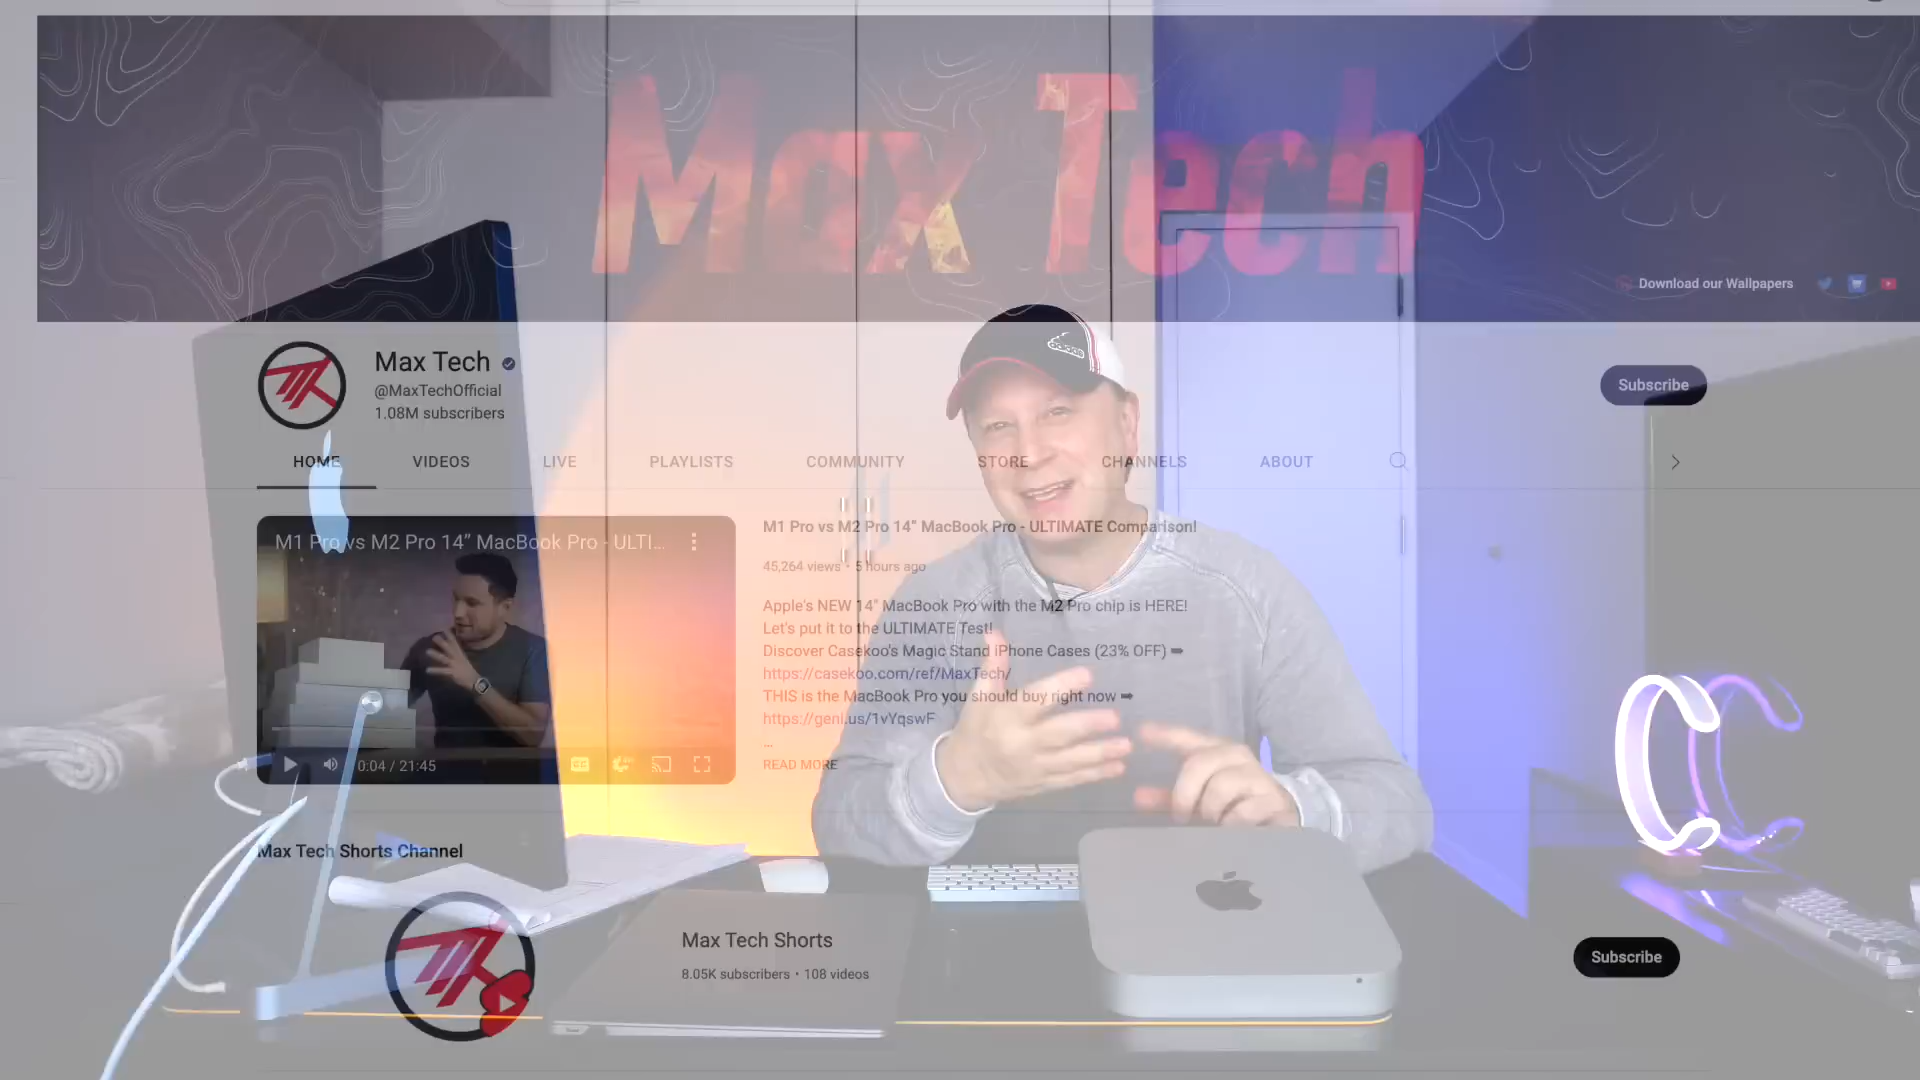 Max Tech
Download our Wallpapers
Max Tech
@MaxTechOfficial
1.08M subscribers
Subscribe
HOME VIDEOS LIVE PLAYLISTS COMMUNITY STORE CHANNELS ABOUT
M1 Pro vs M2 Pro 14” MacBook Pro - ULTI...
0:04 / 21:45
M1 Pro vs M2 Pro 14” MacBook Pro - ULTIMATE Comparison!
45,264 views • 5 hours ago
Apple's NEW 14" MacBook Pro with the M2 Pro chip is HERE!
Let's put it to the ULTIMATE Test!
Discover Casekoo's Magic Stand iPhone Cases (23% OFF) ➡
https://casekoo.com/ref/MaxTech/
THIS is the MacBook Pro you should buy right now ➡
https://geni.us/1vYqswF
...
READ MORE
Max Tech Shorts Channel
Max Tech Shorts
8.05K subscribers • 108 videos
Subscribe